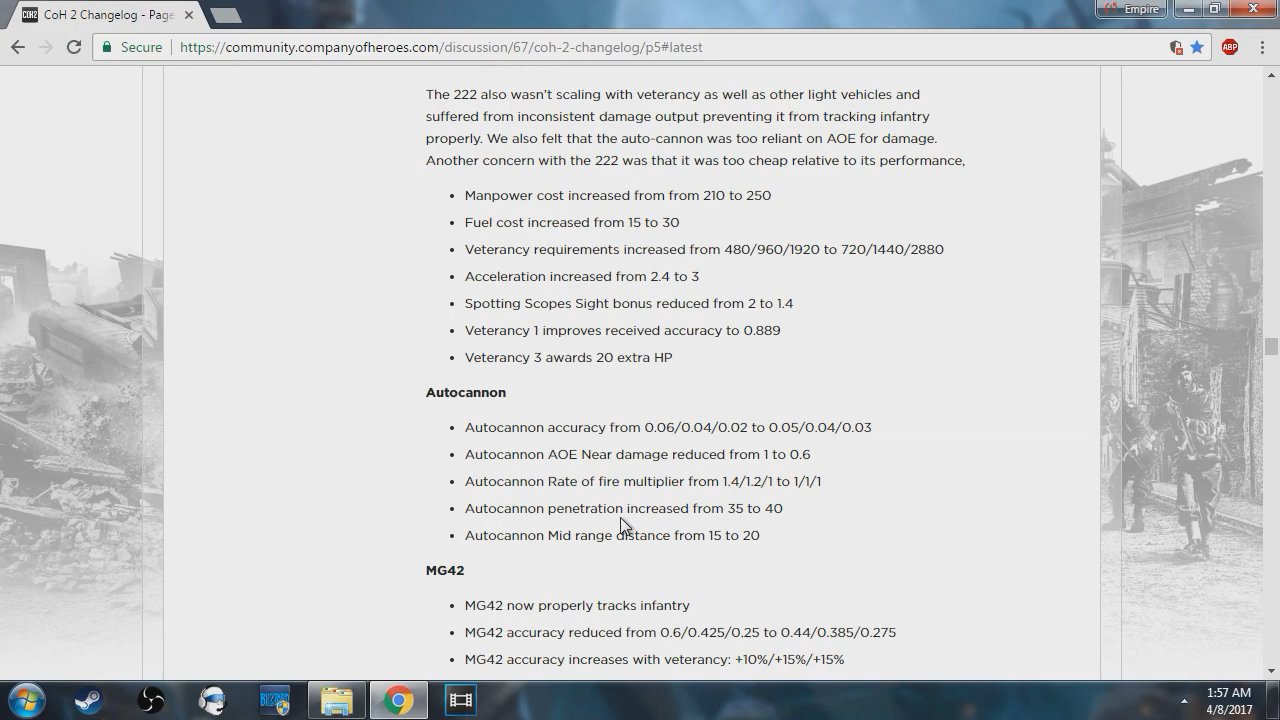 CoH 2 Changelog - Page
Empire
Secure
https://community.companyofheroes.com/discussion/67/coh-2-changelog/p5#latest
ABP
The 222 also wasn't scaling with veterancy as well as other light vehicles and
suffered from inconsistent damage output preventing it from tracking infantry
properly. We also felt that the auto-cannon was too reliant on AOE for damage.
Another concern with the 222 was that it was too cheap relative to its performance,
• Manpower cost increased from from 210 to 250
• Fuel cost increased from 15 to 30
• Veterancy requirements increased from 480/960/1920 to 720/1440/2880
• Acceleration increased from 2.4 to 3
• Spotting Scopes Sight bonus reduced from 2 to 1.4
• Veterancy 1 improves received accuracy to 0.889
• Veterancy 3 awards 20 extra HP
Autocannon
• Autocannon accuracy from 0.06/0.04/0.02 to 0.05/0.04/0.03
• Autocannon AOE Near damage reduced from 1 to 0.6
• Autocannon Rate of fire multiplier from 1.4/1.2/1 to 1/1/1
• Autocannon penetration increased from 35 to 40
• Autocannon Mid range distance from 15 to 20
MG42
• MG42 now properly tracks infantry
• MG42 accuracy reduced from 0.6/0.425/0.25 to 0.44/0.385/0.275
• MG42 accuracy increases with veterancy: +10%/+15%/+15%
BLIZZARD
1:57 AM
4/8/2017